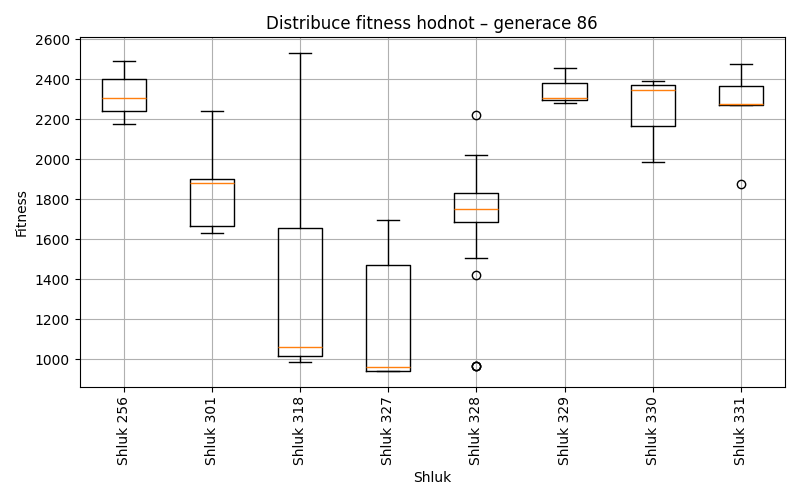 Distribuce fitness hodnot – generace 86
Fitness
2600
2400
2200
2000
1800
1600
1400
1200
1000
Shluk 256
Shluk 301
Shluk 318
Shluk 327
Shluk 328
Shluk 329
Shluk 330
Shluk 331
Shluk